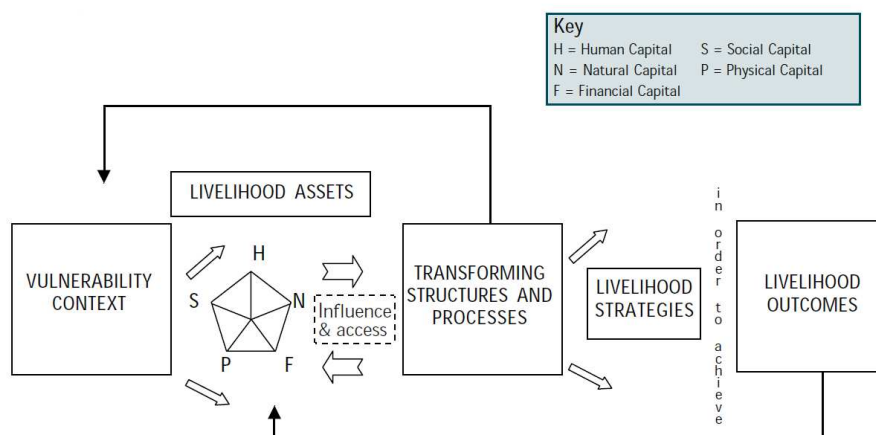 Key
H = Human Capital S = Social Capital
N = Natural Capital P = Physical Capital
F = Financial Capital
LIVELIHOOD ASSETS
VULNERABILITY
CONTEXT
H
S
N
P
F
Influence
& access
TRANSFORMING
STRUCTURES AND
PROCESSES
LIVELIHOOD
STRATEGIES
in order to achieve
LIVELIHOOD
OUTCOMES